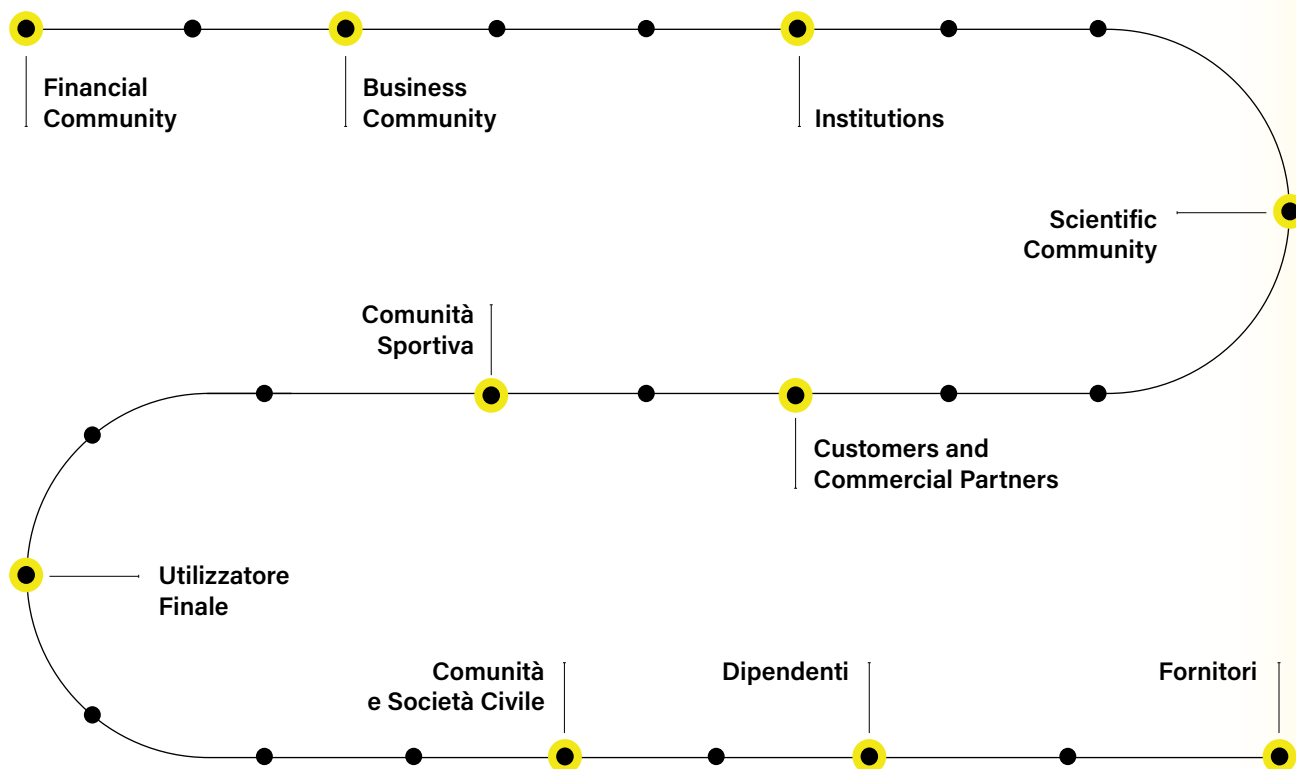 Financial
Community
Business
Community
Institutions
Scientific
Community
Comunità
Sportiva
Customers and
Commercial Partners
Utilizzatore
Finale
Comunità
e Società Civile
Dipendenti
Fornitori